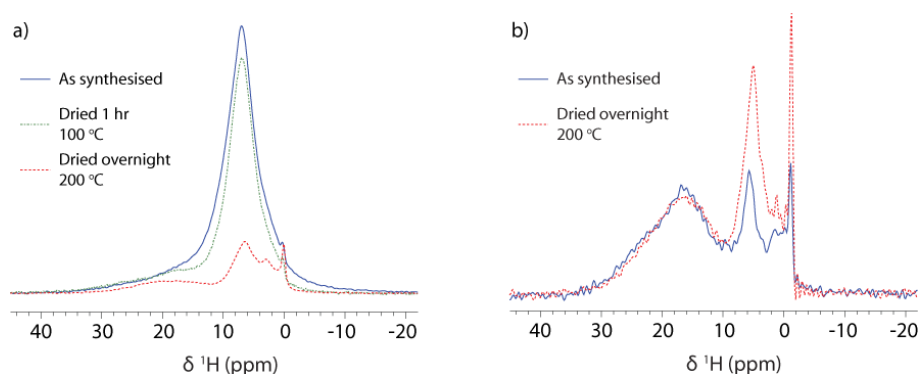 a)
As synthesised
Dried 1 hr
100 °C
Dried overnight
200 °C
40 30 20 10 0 -10 -20
δ ¹H (ppm)
b)
As synthesised
Dried overnight
200 °C
40 30 20 10 0 -10 -20
δ ¹H (ppm)